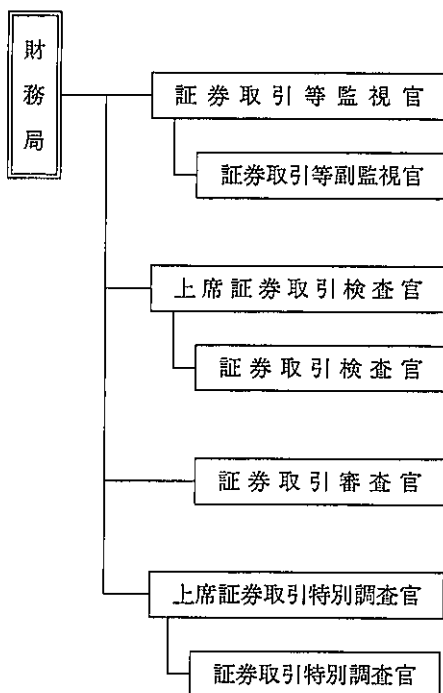 財務局
証券取引等監視官
証券取引等副監視官
上席証券取引検査官
証券取引検査官
証券取引審査官
上席証券取引特別調査官
証券取引特別調査官